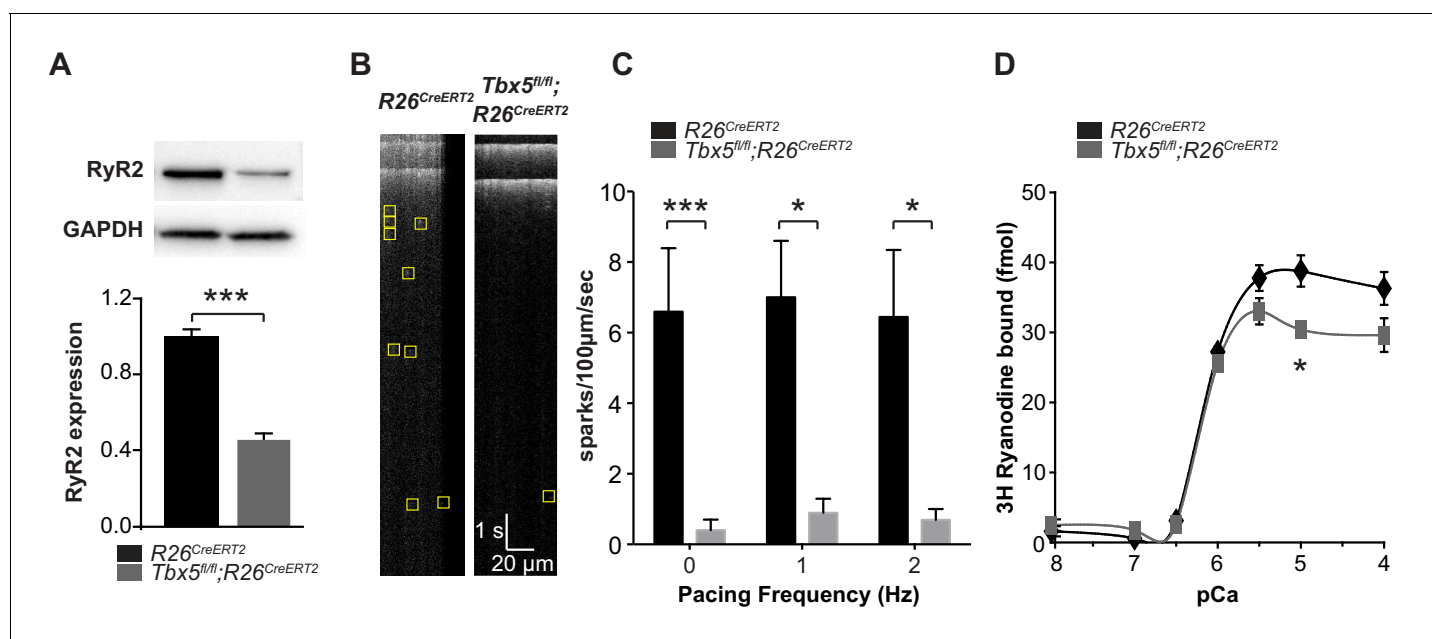 A
RyR2
GAPDH
***
RyR2 expression
1.2
0.8
0.4
0.0
R26CreERT2
Tbx5fl/fl;R26CreERT2
B
R26CreERT2
Tbx5fl/fl;
R26CreERT2
1 s
20 μm
C
R26CreERT2
Tbx5fl/fl;R26CreERT2
sparks/100μm/sec
10
8
6
4
2
0
***
*
*
0 1 2
Pacing Frequency (Hz)
D
R26CreERT2
Tbx5fl/fl;R26CreERT2
3H Ryanodine bound (fmol)
50
40
30
20
10
0
*
8 7 6 5 4
pCa